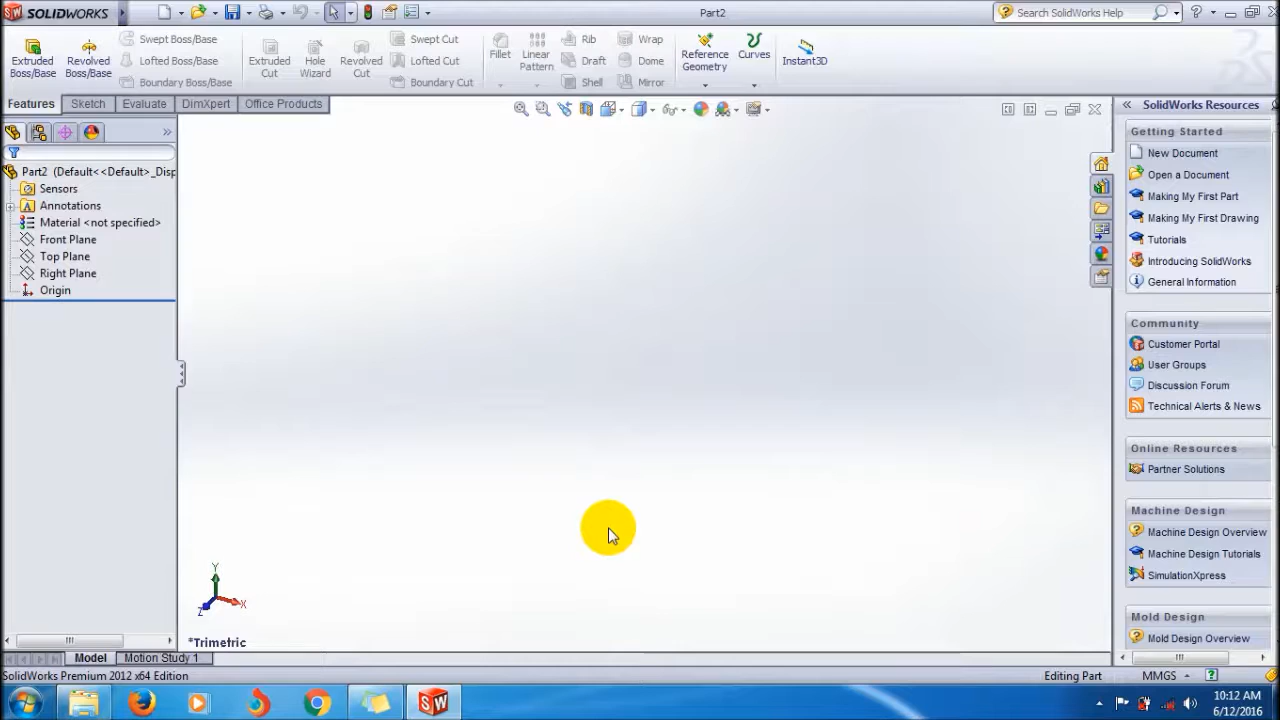 SOLIDWORKS
Part2
Search SolidWorks Help
Extruded Boss/Base
Revolved Boss/Base
Swept Boss/Base
Lofted Boss/Base
Boundary Boss/Base
Extruded Cut
Hole Wizard
Revolved Cut
Swept Cut
Lofted Cut
Boundary Cut
Fillet
Linear Pattern
Rib
Draft
Shell
Wrap
Dome
Mirror
Reference Geometry
Curves
Instant3D
Features
Sketch
Evaluate
DimXpert
Office Products
Part2 (Default<<Default>_Disp
Sensors
Annotations
Material <not specified>
Front Plane
Top Plane
Right Plane
Origin
Y
X
Z
*Trimetric
SolidWorks Resources
Getting Started
New Document
Open a Document
Making My First Part
Making My First Drawing
Tutorials
Introducing SolidWorks
General Information
Community
Customer Portal
User Groups
Discussion Forum
Technical Alerts & News
Online Resources
Partner Solutions
Machine Design
Machine Design Overview
Machine Design Tutorials
SimulationXpress
Mold Design
Mold Design Overview
Model
Motion Study 1
SolidWorks Premium 2012 x64 Edition
Editing Part
MMGS
10:12 AM
6/12/2016